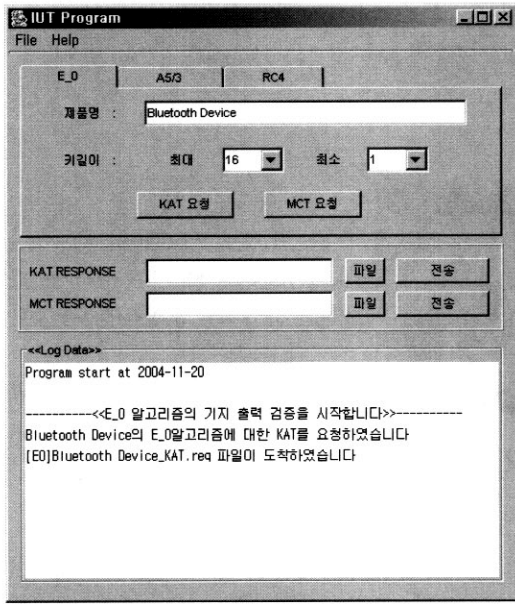 IUT Program
File Help
E_0 A5/3 RC4
제품명 : Bluetooth Device
키길이 : 최대 16 최소 1
KAT 요청 MCT 요청
KAT RESPONSE 파일 전송
MCT RESPONSE 파일 전송
<<Log Data>>
Program start at 2004-11-20
----------<<E_0 알고리즘의 기지 출력 검증을 시작합니다>>----------
Bluetooth Device의 E_0알고리즘에 대한 KAT를 요청하였습니다
[E0]Bluetooth Device_KAT.req 파일이 도착하였습니다